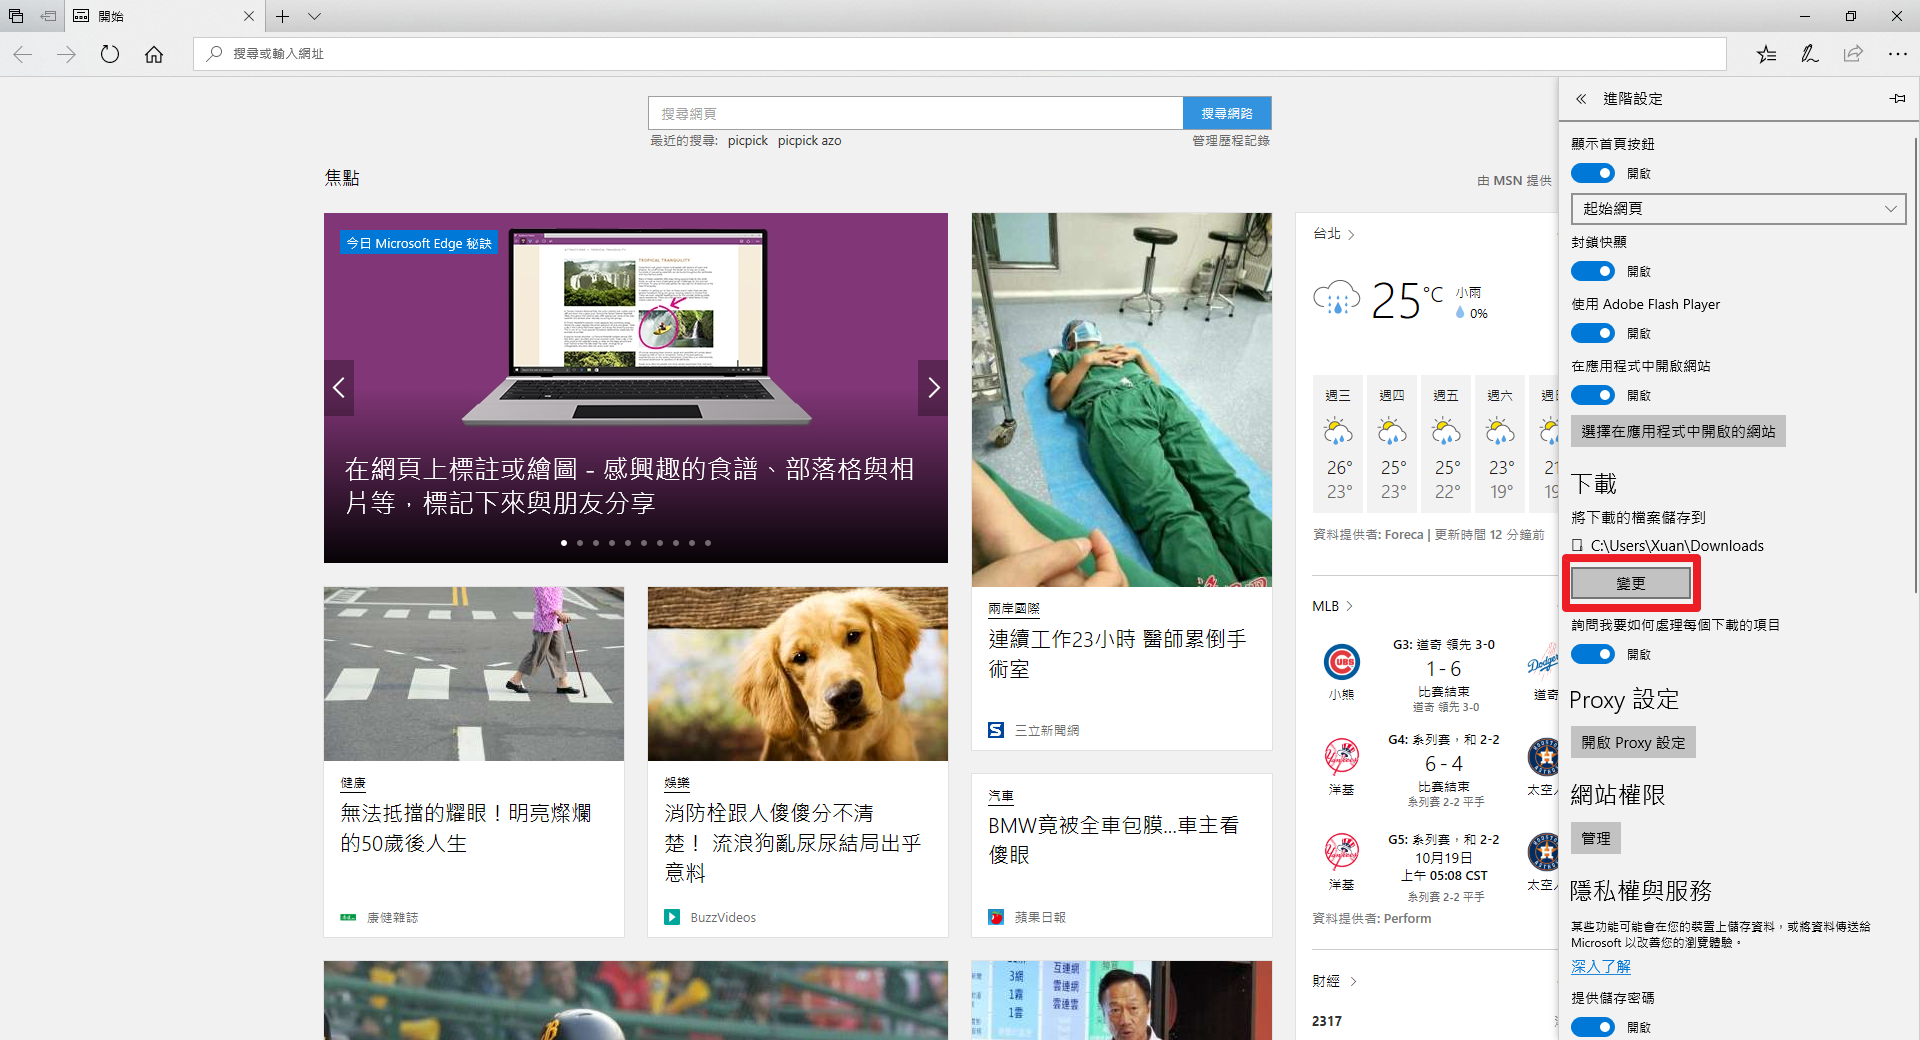 開始
搜尋或輸入網址
搜尋網頁
搜尋網路
最近的搜尋: picpick picpick azo
管理歷程記錄
焦點
由 MSN 提供
今日 Microsoft Edge 秘訣
TROPICAL TRANQUILITY
在網頁上標註或繪圖 - 感興趣的食譜、部落格與相
片等，標記下來與朋友分享
健康
無法抵擋的耀眼！明亮燦爛
的50歲後人生
康健雜誌
娛樂
消防栓跟人傻傻分不清
楚！ 流浪狗亂尿尿結局出乎
意料
BuzzVideos
兩岸國際
連續工作23小時 醫師累倒手
術室
三立新聞網
汽車
BMW竟被全車包膜...車主看
傻眼
蘋果日報
3網
1霧
1雲
互連網
雲連網
雲連雲
台北
25°C
小雨
0%
週三 週四 週五 週六
26° 25° 25° 23° 21
23° 23° 22° 19° 19
資料提供者: Foreca | 更新時間 12 分鐘前
MLB
G3: 道奇 領先 3-0
1 - 6
比賽結束
道奇 領先 3-0
CUBS
小熊
Dodgers
道奇
G4: 系列賽，和 2-2
6 - 4
比賽結束
系列賽 2-2 平手
Yankees
洋基
HOUSTON ASTROS
太空人
G5: 系列賽，和 2-2
10月19日
上午 05:08 CST
系列賽 2-2 平手
Yankees
洋基
太空人
資料提供者: Perform
財經
2317
進階設定
顯示首頁按鈕
開啟
起始網頁
封鎖快顯
開啟
使用 Adobe Flash Player
開啟
在應用程式中開啟網站
開啟
選擇在應用程式中開啟的網站
下載
將下載的檔案儲存到
C:\Users\Xuan\Downloads
變更
詢問我要如何處理每個下載的項目
開啟
Proxy 設定
開啟 Proxy 設定
網站權限
管理
隱私權與服務
某些功能可能會在您的裝置上儲存資料，或將資料傳送給
Microsoft 以改善您的瀏覽體驗。
深入了解
提供儲存密碼
開啟